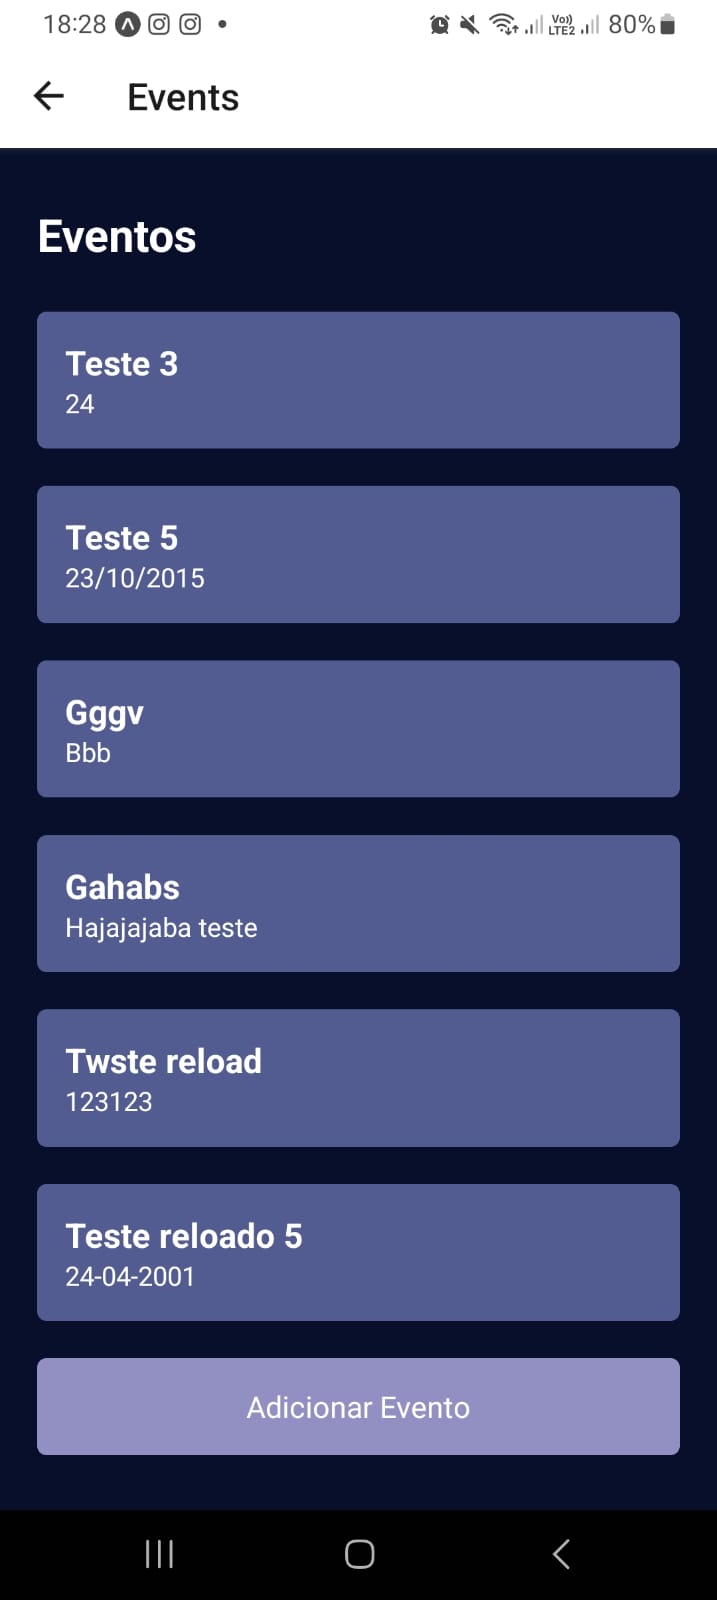 18:28
Vo))
LTE2
80%
Events
Eventos
Teste 3
24
Teste 5
23/10/2015
Gggv
Bbb
Gahabs
Hajajajaba teste
Twste reload
123123
Teste reloado 5
24-04-2001
Adicionar Evento